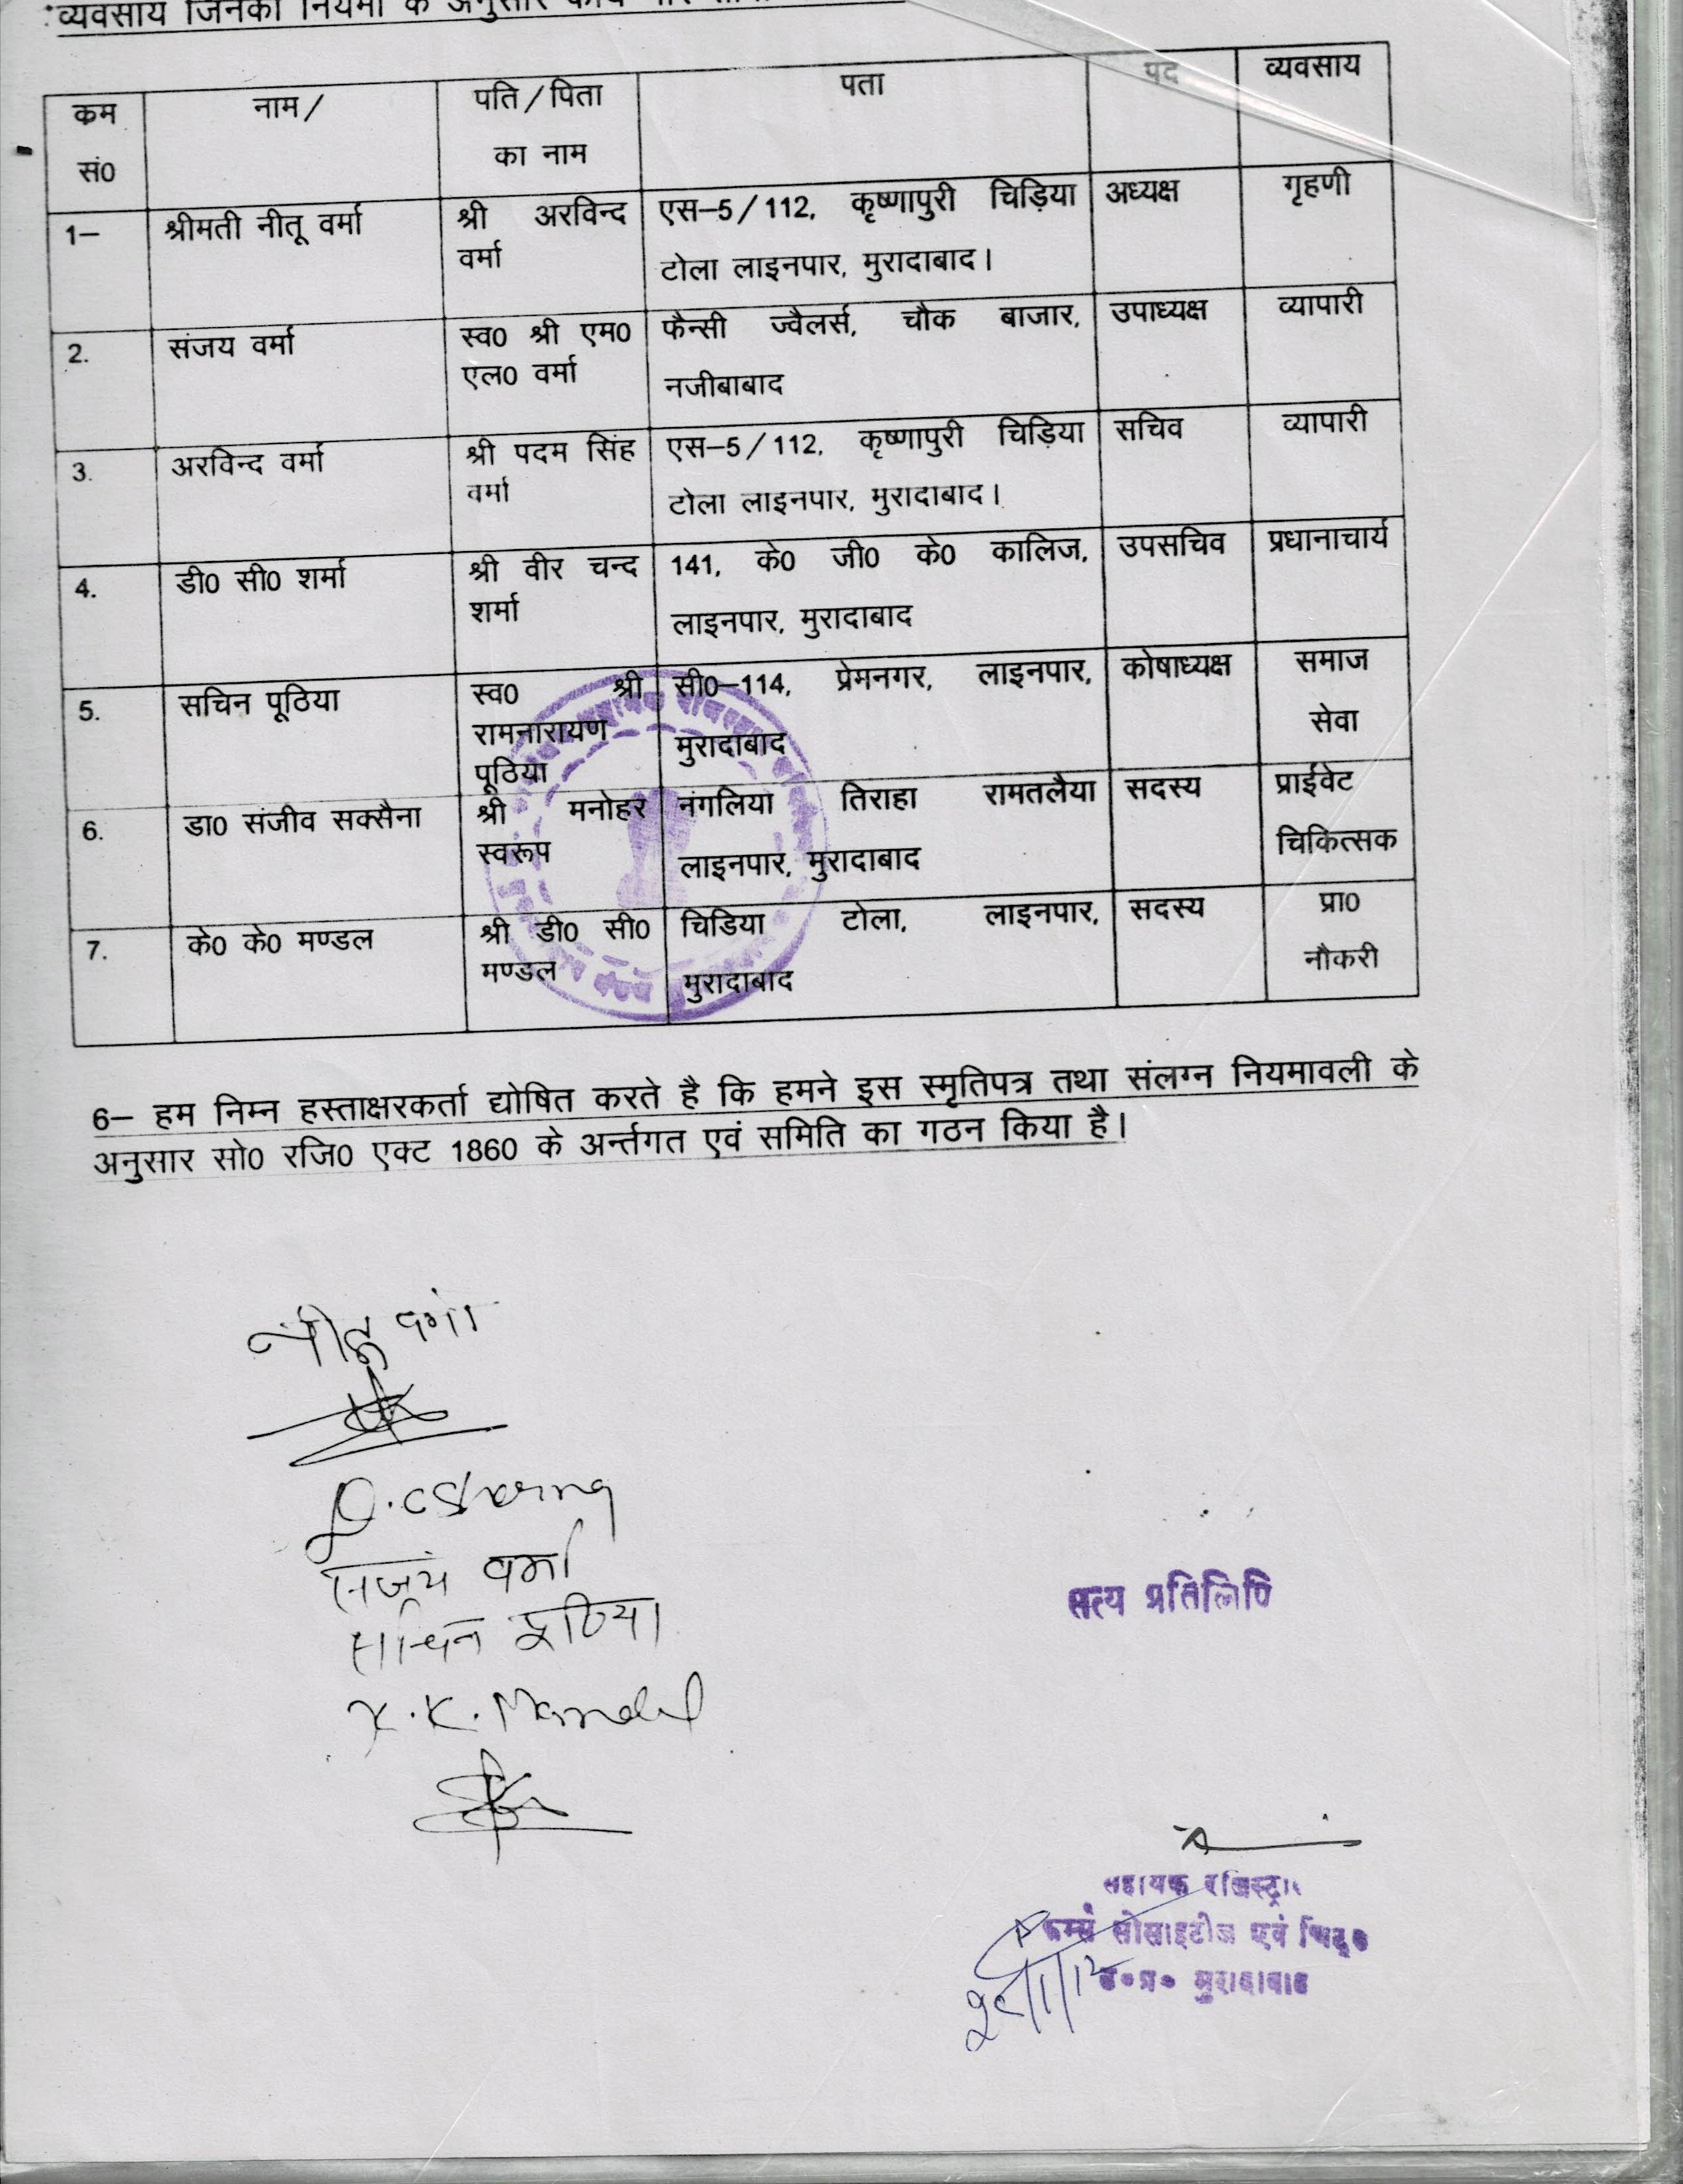 व्यवसाय जिनको नियमों के अनुसार कार्य
कम सं0 नाम/ पति/पिता का नाम पता पद व्यवसाय
1– श्रीमती नीतू वर्मा श्री अरविन्द वर्मा एस–5/112, कृष्णापुरी चिड़िया टोला लाइनपार, मुरादाबाद। अध्यक्ष गृहणी
2. संजय वर्मा स्व0 श्री एम0 एल0 वर्मा फैन्सी ज्वैलर्स, चौक बाजार, नजीबाबाद उपाध्यक्ष व्यापारी
3. अरविन्द वर्मा श्री पदम सिंह वर्मा एस–5/112, कृष्णापुरी चिड़िया टोला लाइनपार, मुरादाबाद। सचिव व्यापारी
4. डी0 सी0 शर्मा श्री वीर चन्द शर्मा 141, के0 जी0 के0 कालिज, लाइनपार, मुरादाबाद उपसचिव प्रधानाचार्य
5. सचिन पूठिया स्व0 श्री रामनारायण पूठिया सी0–114, प्रेमनगर, लाइनपार, मुरादाबाद कोषाध्यक्ष समाज सेवा
6. डा0 संजीव सक्सैना श्री मनोहर स्वरूप नंगलिया तिराहा रामतलैया लाइनपार, मुरादाबाद सदस्य प्राईवेट चिकित्सक
7. के0 के0 मण्डल श्री डी0 सी0 मण्डल चिडिया टोला, लाइनपार, मुरादाबाद सदस्य प्रा0 नौकरी
6– हम निम्न हस्ताक्षरकर्ता द्योषित करते है कि हमने इस स्मृतिपत्र तथा संलग्न नियमावली के
अनुसार सो0 रजि0 एक्ट 1860 के अर्न्तगत एवं समिति का गठन किया है।
नीतू वर्मा
D.C Sharma
संजय वर्मा
सचिन पूठिया
K.K. Mandal
सत्य प्रतिलिपि
सहायक रजिस्ट्रार
फर्म्स सोसाइटीज एवं चिट्स
उ०प्र० मुरादाबाद